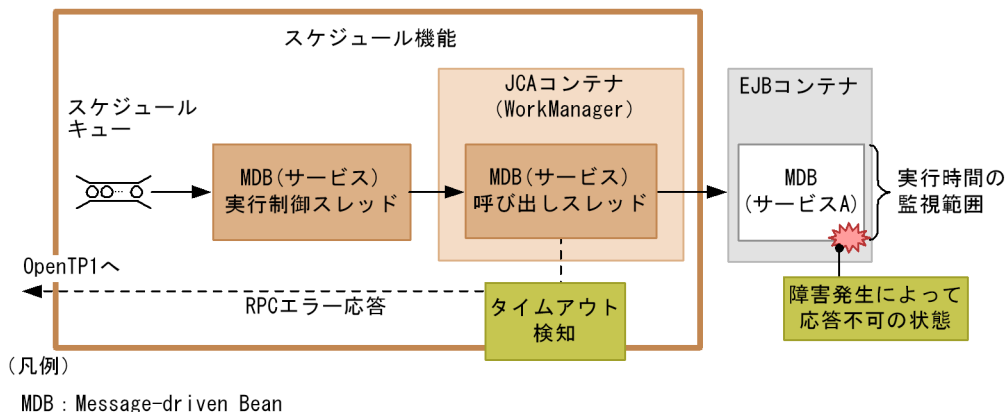 スケジュール機能
JCAコンテナ
(WorkManager)
EJBコンテナ
スケジュール
キュー
MDB(サービス)
実行制御スレッド
MDB(サービス)
呼び出しスレッド
MDB
(サービスA)
実行時間の
監視範囲
OpenTP1へ
RPCエラー応答
タイムアウト
検知
障害発生によって
応答不可の状態
(凡例)
MDB：Message-driven Bean